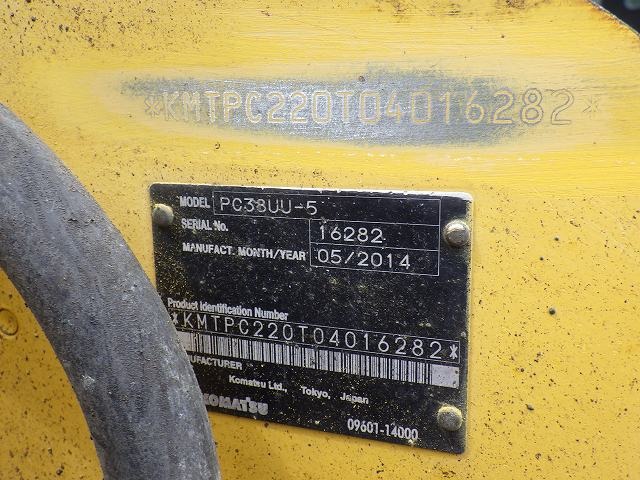 *KMTPC220T04016282*
MODEL PC38UU-5
SERIAL No. 16282
MANUFACT. MONTH/YEAR 05/2014
Product Identification Number
*KMTPC220T04016282*
MANUFACTURER
Komatsu Ltd., Tokyo, Japan
KOMATSU
09601-14000